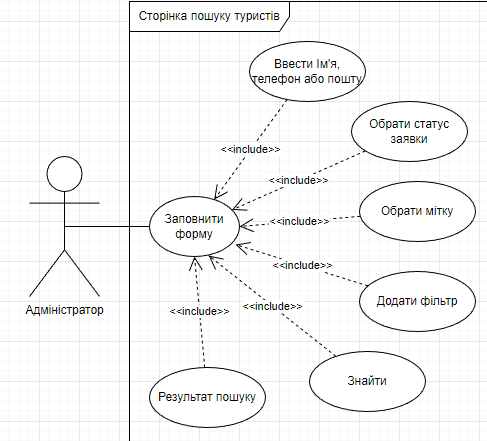 Сторінка пошуку туристів
Ввести Ім'я,
телефон або пошту
<<include>>
Обрати статус
заявки
<<include>>
Заповнити
форму
<<include>>
Обрати мітку
<<include>>
Додати фільтр
Адміністратор
<<include>>
<<include>>
Результат пошуку
Знайти